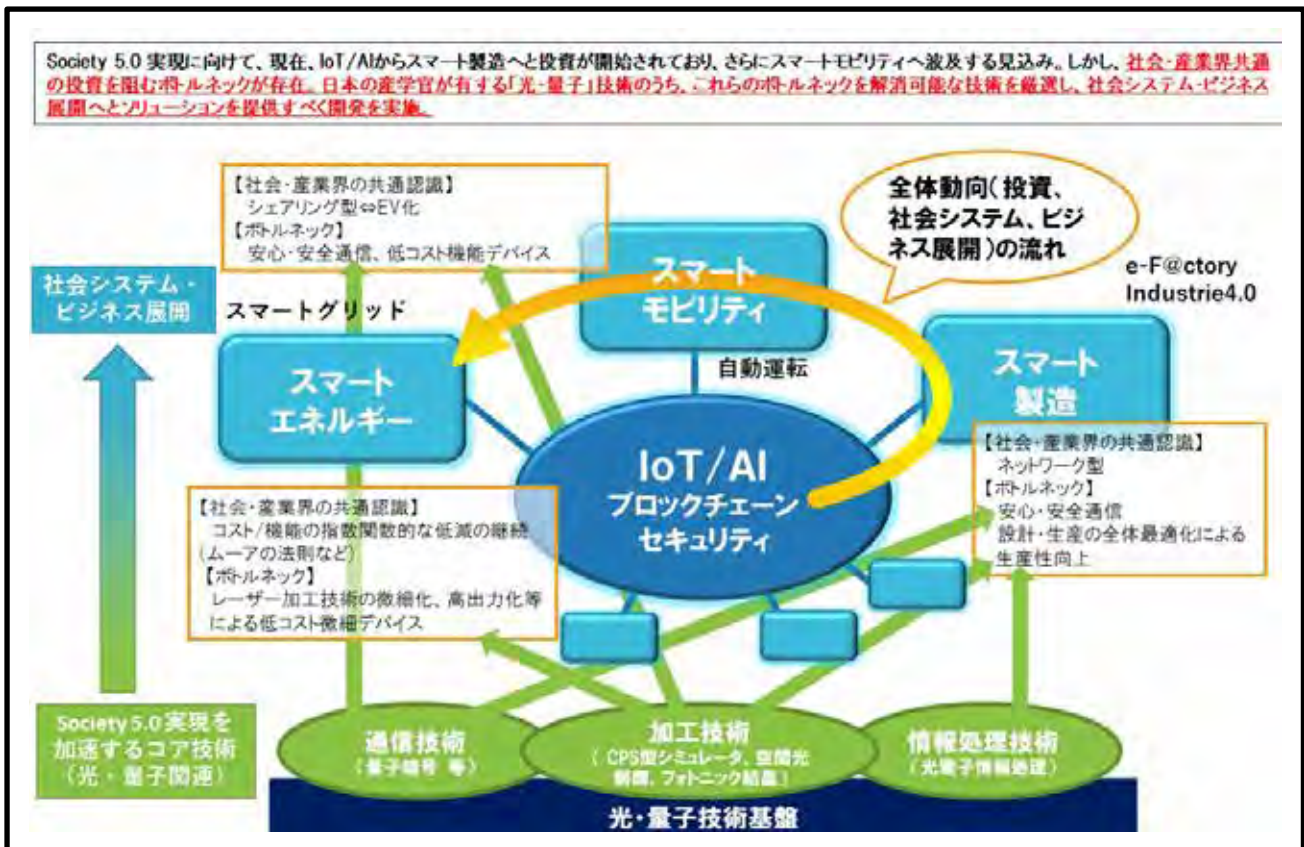 Society 5.0 実現に向けて、現在、IoT/AIからスマート製造へと投資が開始されており、さらにスマートモビリティへ波及する見込み。しかし、社会・産業界共通
の投資を阻むボトルネックが存在。日本の産学官が有する「光・量子」技術のうち、これらのボトルネックを解消可能な技術を厳選し、社会システム・ビジネス
展開へとソリューションを提供すべく開発を実施。
【社会・産業界の共通認識】
シェアリング型⇔EV化
【ボトルネック】
安心・安全通信、低コスト機能デバイス
全体動向(投資、
社会システム、ビジ
ネス展開)の流れ
e-F@ctory
Industrie4.0
社会システム・
ビジネス展開
スマートグリッド
スマート
モビリティ
自動運転
スマート
エネルギー
スマート
製造
IoT/AI
ブロックチェーン
セキュリティ
【社会・産業界の共通認識】
ネットワーク型
【ボトルネック】
安心・安全通信
設計・生産の全体最適化による
生産性向上
【社会・産業界の共通認識】
コスト/機能の指数関数的な低減の継続
(ムーアの法則など)
【ボトルネック】
レーザー加工技術の微細化、高出力化等
による低コスト微細デバイス
Society 5.0 実現を
加速するコア技術
(光・量子関連)
通信技術
(量子暗号 等)
加工技術
( CPS型シミュレータ、空間光
制御、フォトニック結晶)
情報処理技術
(光電子情報処理)
光・量子技術基盤